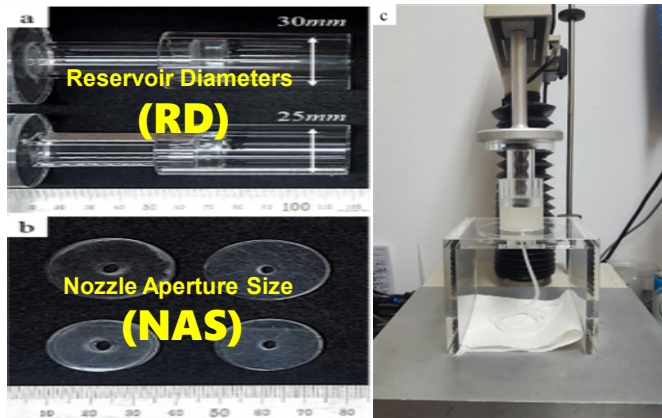 a
30mm
Reservoir Diameters
(RD)
25mm
100
b
Nozzle Aperture Size
(NAS)
10 20 30 40 50 60 70 80
c